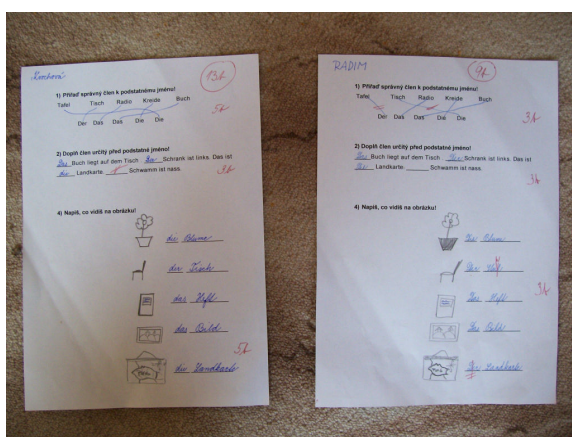 13b
1) Přiřaď správný člen k podstatnému jménu!
Tafel Tisch Radio Kreide Buch
5b
Der Das Das Die Die
2) Doplň člen určitý před podstatné jméno!
Das Buch liegt auf dem Tisch. Der Schrank ist links. Das ist
die Landkarte. Schwamm ist nass.
3b
4) Napiš, co vidíš na obrázku!
die Blume
der Tisch
das Heft
das Bild
5b
die Landkarte
RADIM
9b
1) Přiřaď správný člen k podstatnému jménu!
Tafel Tisch Radio Kreide Buch
3b
Der Das Das Die Die
2) Doplň člen určitý před podstatné jméno!
Buch liegt auf dem Tisch. Schrank ist links. Das ist
Landkarte. Schwamm ist nass.
3b
4) Napiš, co vidíš na obrázku!
Blume
Heft
3b
Bild
Landkarte